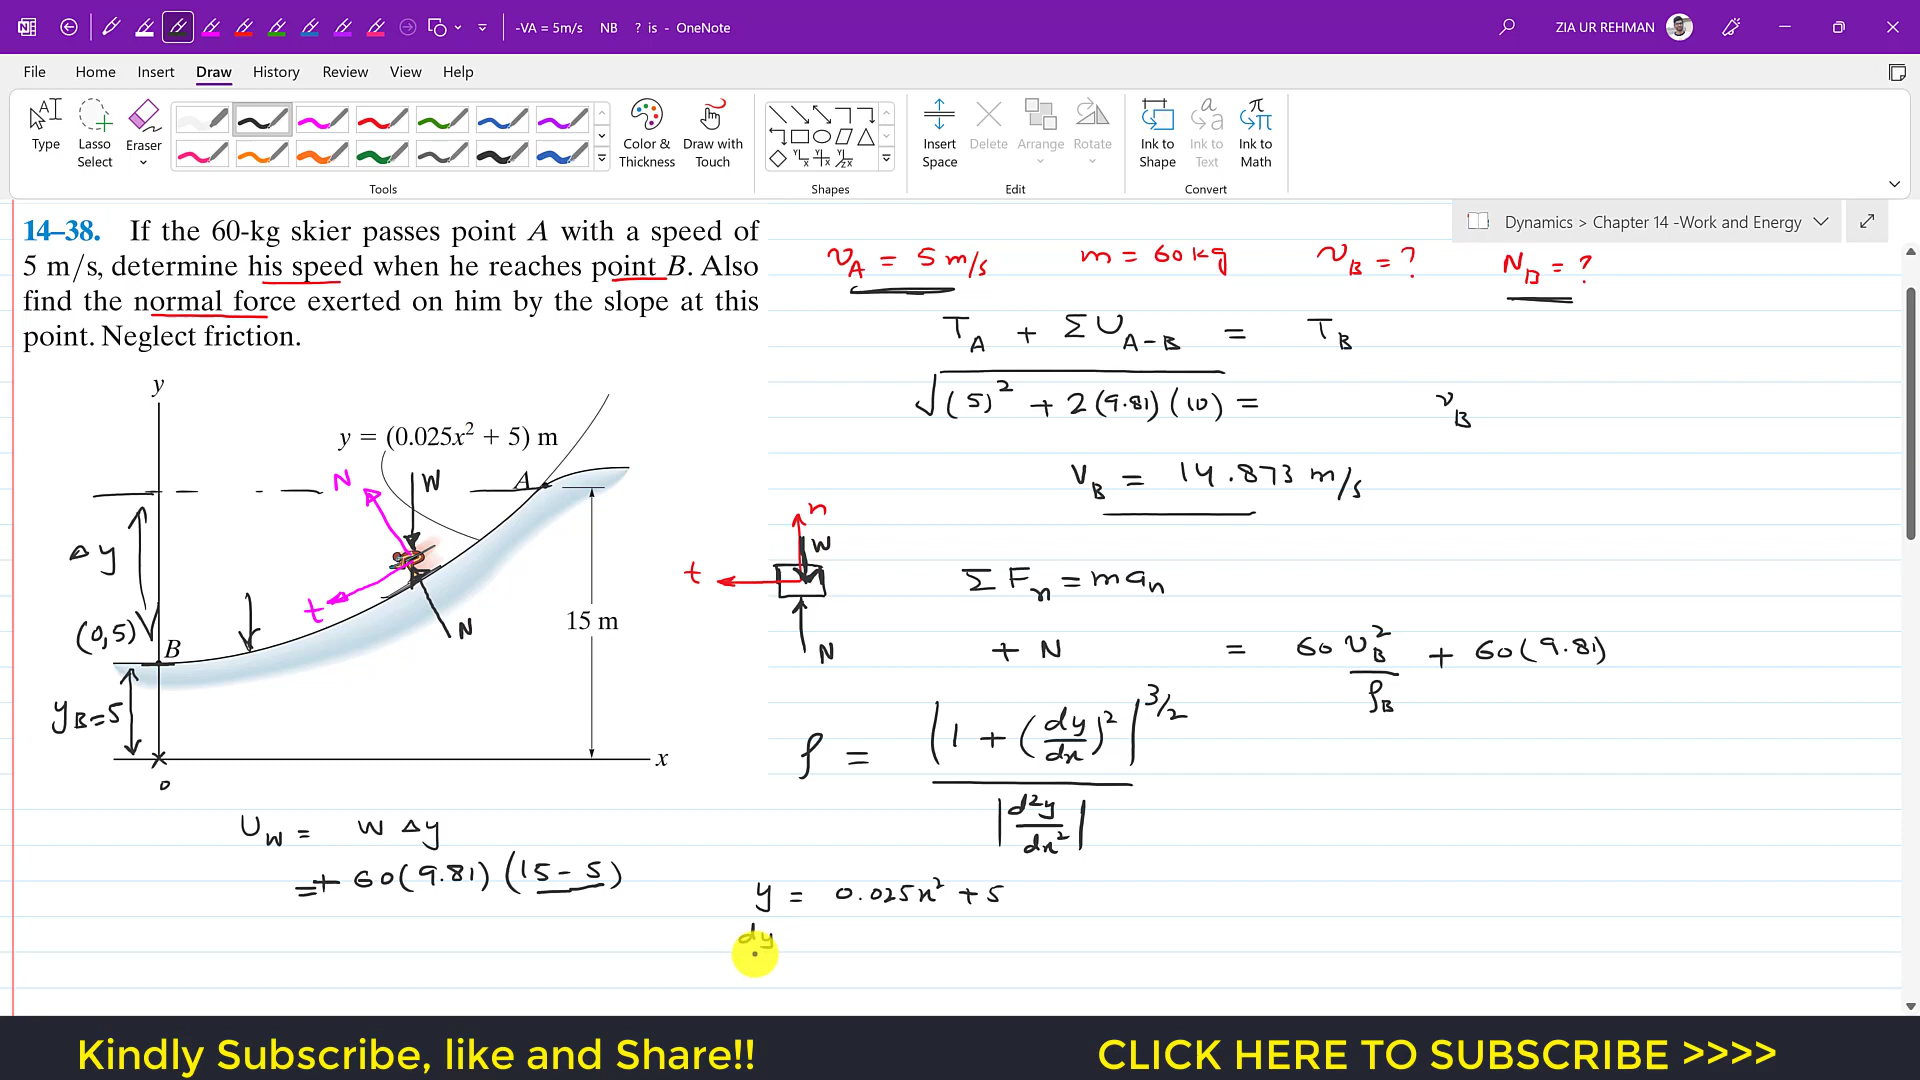 -VA = 5m/s NB ? is - OneNote
ZIA UR REHMAN
File Home Insert Draw History Review View Help
Type
Lasso Select
Eraser
Color & Thickness
Draw with Touch
Insert Space
Delete
Arrange
Rotate
Ink to Shape
Ink to Text
Ink to Math
Tools
Shapes
Edit
Convert
Dynamics > Chapter 14 -Work and Energy
14–38. If the 60-kg skier passes point A with a speed of
5 m/s, determine his speed when he reaches point B. Also
find the normal force exerted on him by the slope at this
point. Neglect friction.
y
y = (0.025x² + 5) m
N
W
A
Δy
t
(0,5)
B
N
15 m
y_B = 5
x
0
U_W = W Δy
=+ 60(9.81) (15 - 5)
v_A = 5 m/s m = 60 kg v_B = ? N_B = ?
T_A + ΣU_A-B = T_B
√(5)² + 2(9.81)(10) = v_B
v_B = 14.873 m/s
n
W
t
N
ΣF_n = ma_n
+ N = 60 v_B²/ρ_B + 60(9.81)
ρ = |1 + (dy/dx)²|^3/2 / |d²y/dx²|
y = 0.025x² + 5
dy
Kindly Subscribe, like and Share!!
CLICK HERE TO SUBSCRIBE >>>>